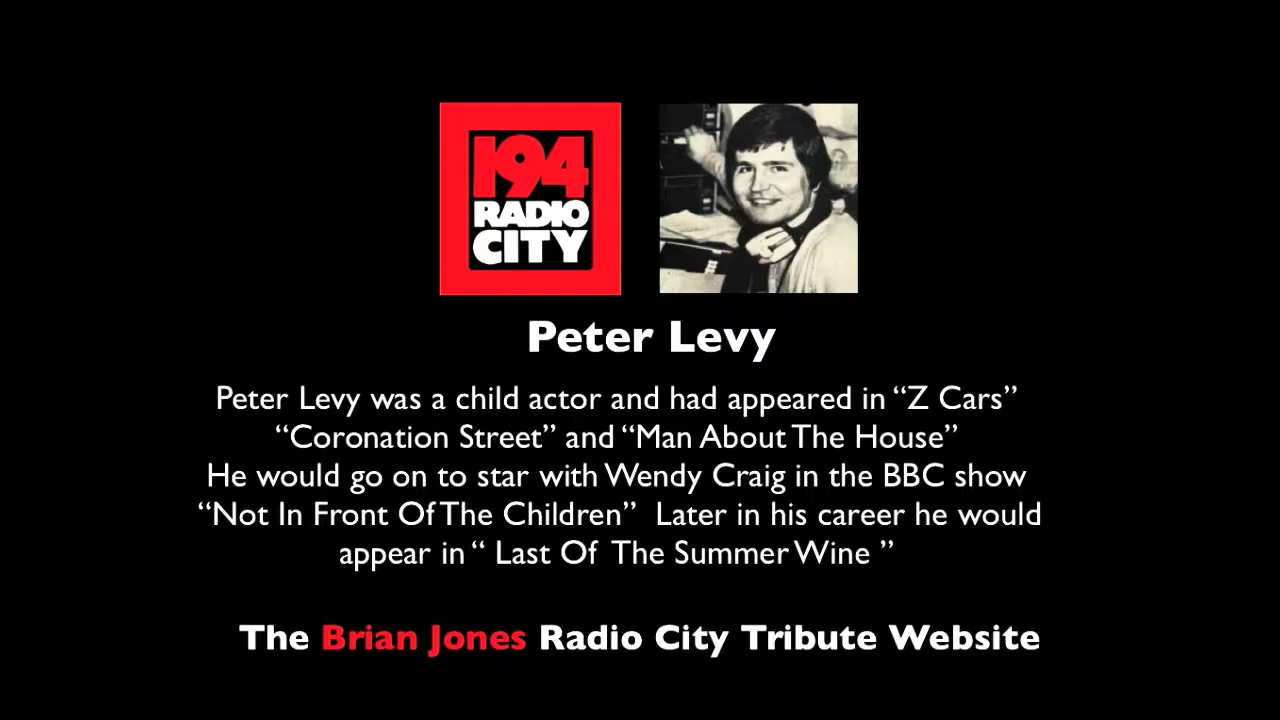 194
RADIO
CITY
Peter Levy
Peter Levy was a child actor and had appeared in “Z Cars”
“Coronation Street” and “Man About The House”
He would go on to star with Wendy Craig in the BBC show
“Not In Front Of The Children” Later in his career he would
appear in “ Last Of The Summer Wine ”
The Brian Jones Radio City Tribute Website